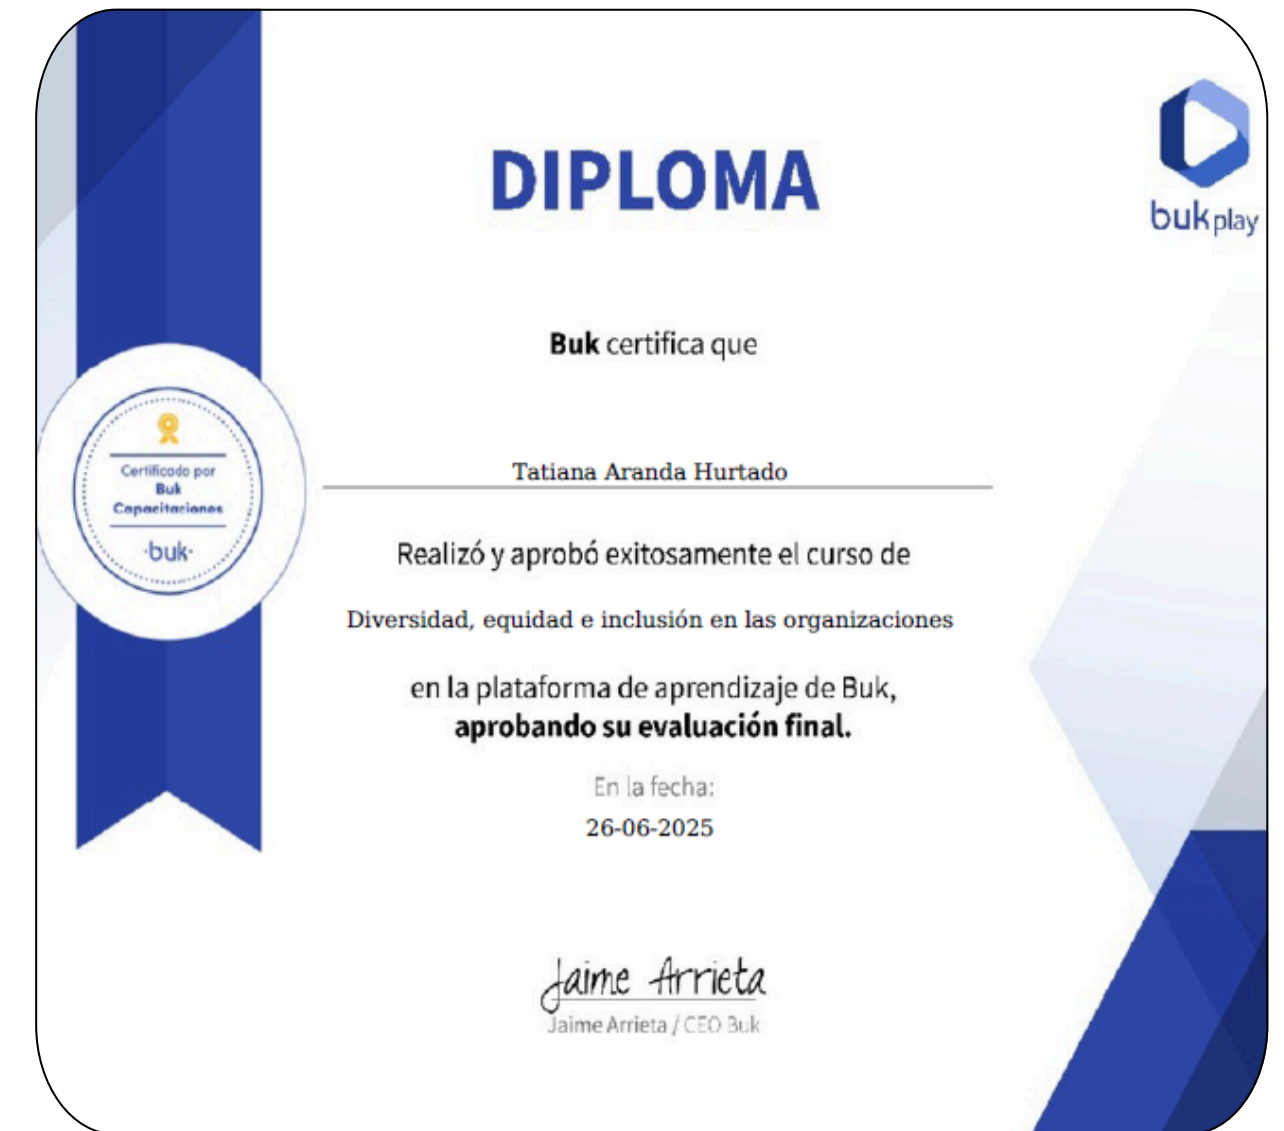 DIPLOMA
buk play
Buk certifica que
Tatiana Aranda Hurtado
Certificado por
Buk
Capacitaciones
·buk·
Realizó y aprobó exitosamente el curso de
Diversidad, equidad e inclusión en las organizaciones
en la plataforma de aprendizaje de Buk,
aprobando su evaluación final.
En la fecha:
26-06-2025
Jaime Arrieta
Jaime Arrieta / CEO Buk